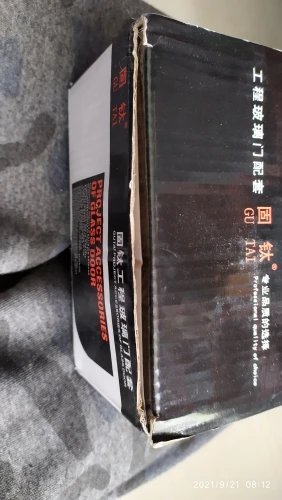 固钛®
GU TAI
工程玻璃门配套
专业品质的选择
Professional quality of choice
固钛®
GU TAI
固钛工程玻璃门配套
PROJECT ACCESSORIES
OF GLASS DOOR
2021/9/21 09:12